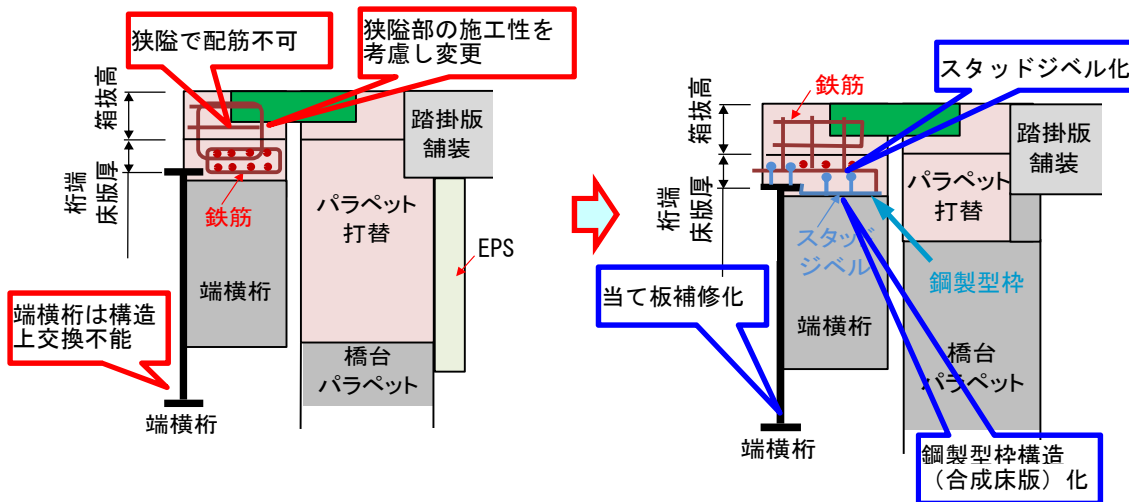 狭隘で配筋不可
狭隘部の施工性を
考慮し変更
箱抜高
桁端
床版厚
鉄筋
踏掛版
舗装
パラペット
打替
EPS
端横桁
端横桁は構造
上交換不能
橋台
パラペット
端横桁
スタッドジベル化
鉄筋
箱抜高
桁端
床版厚
踏掛版
舗装
パラペット
打替
スタッド
ジベル
鋼製型枠
当て板補修化
端横桁
橋台
パラペット
端横桁
鋼製型枠構造
（合成床版）化